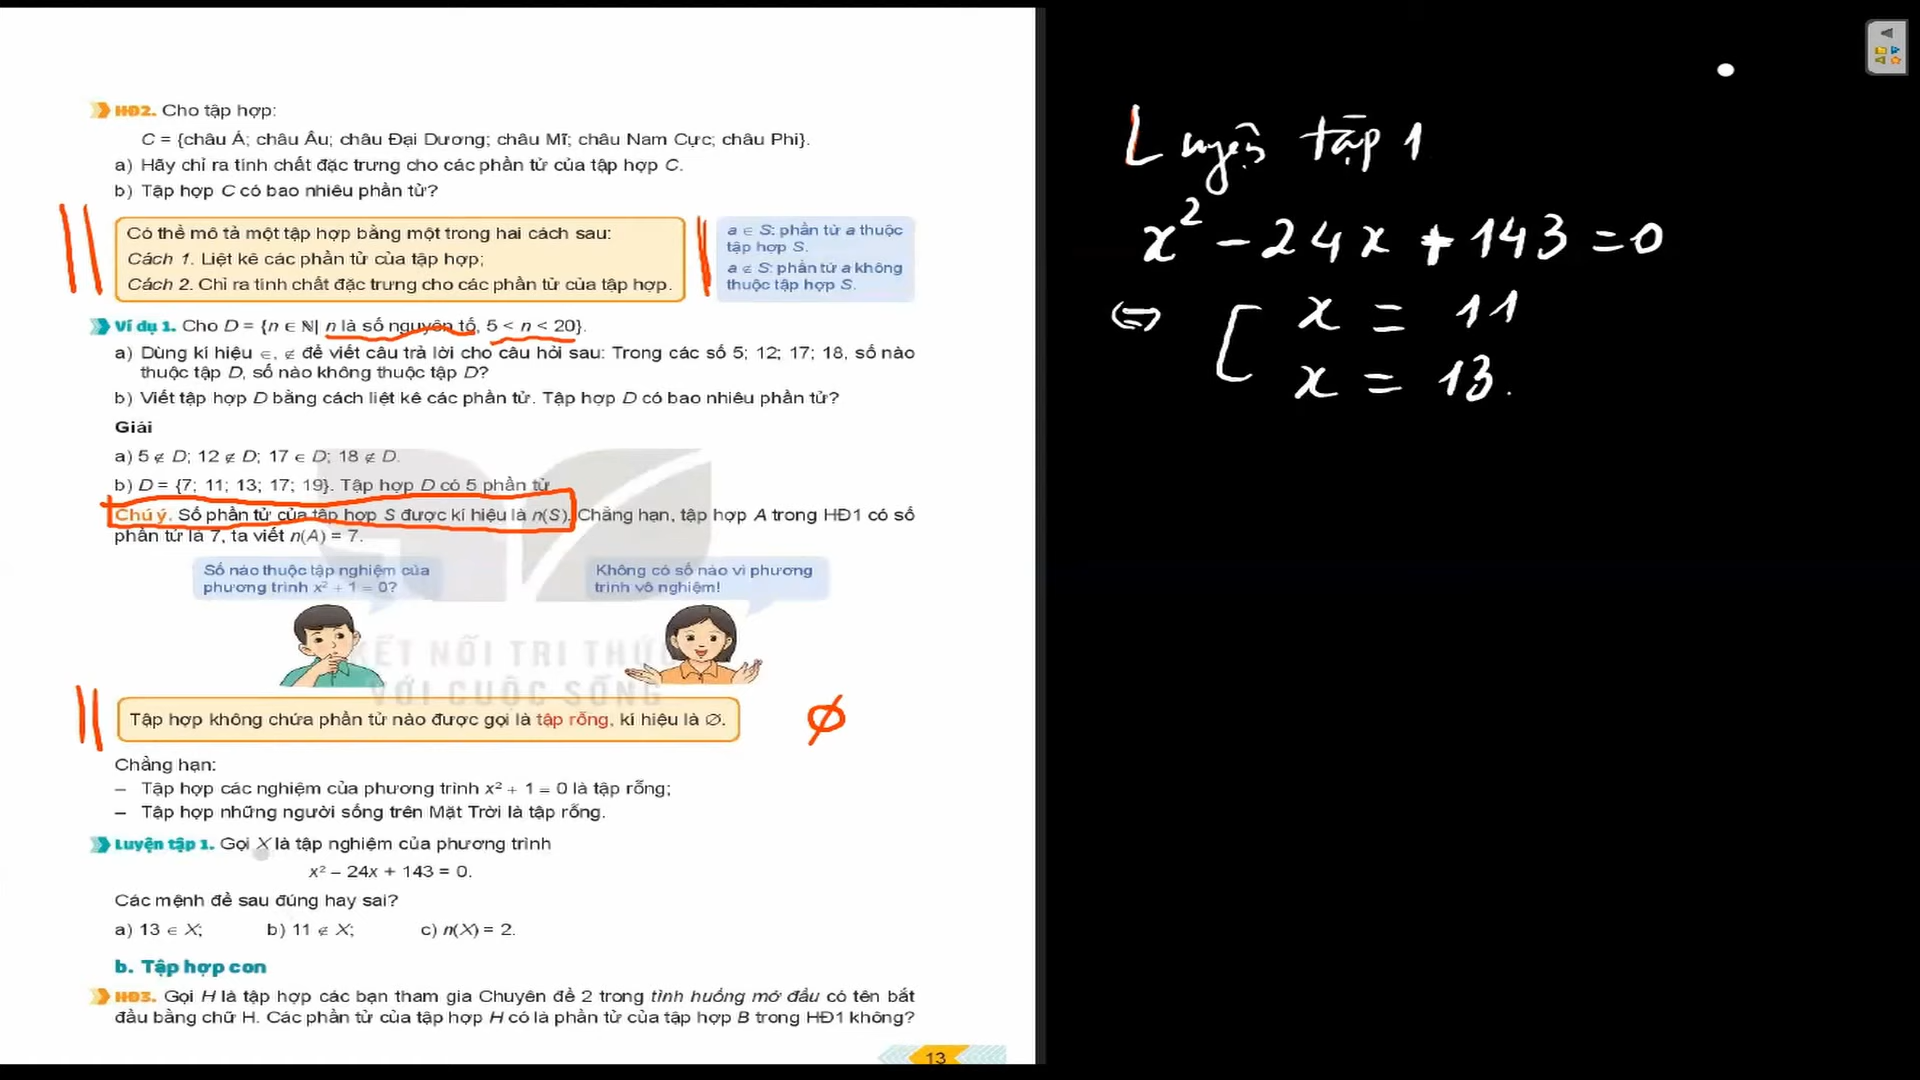 HĐ2. Cho tập hợp:
C = {châu Á; châu Âu; châu Đại Dương; châu Mĩ; châu Nam Cực; châu Phi}.
a) Hãy chỉ ra tính chất đặc trưng cho các phần tử của tập hợp C.
b) Tập hợp C có bao nhiêu phần tử?
Có thể mô tả một tập hợp bằng một trong hai cách sau:
Cách 1. Liệt kê các phần tử của tập hợp;
Cách 2. Chỉ ra tính chất đặc trưng cho các phần tử của tập hợp.
a ∈ S: phần tử a thuộc
tập hợp S.
a ∉ S: phần tử a không
thuộc tập hợp S.
Ví dụ 1. Cho D = {n ∈ ℕ| n là số nguyên tố, 5 < n < 20}.
a) Dùng kí hiệu ∈, ∉ để viết câu trả lời cho câu hỏi sau: Trong các số 5; 12; 17; 18, số nào
thuộc tập D, số nào không thuộc tập D?
b) Viết tập hợp D bằng cách liệt kê các phần tử. Tập hợp D có bao nhiêu phần tử?
Giải
a) 5 ∉ D; 12 ∉ D; 17 ∈ D; 18 ∉ D.
b) D = {7; 11; 13; 17; 19}. Tập hợp D có 5 phần tử
Chú ý. Số phần tử của tập hợp S được kí hiệu là n(S). Chẳng hạn, tập hợp A trong HĐ1 có số
phần tử là 7, ta viết n(A) = 7.
Số nào thuộc tập nghiệm của
phương trình x² + 1 = 0?
Không có số nào vì phương
trình vô nghiệm!
KẾT NỐI TRI THỨC
VỚI CUỘC SỐNG
Tập hợp không chứa phần tử nào được gọi là tập rỗng, kí hiệu là ∅.
∅
Chẳng hạn:
– Tập hợp các nghiệm của phương trình x² + 1 = 0 là tập rỗng;
– Tập hợp những người sống trên Mặt Trời là tập rỗng.
Luyện tập 1. Gọi X là tập nghiệm của phương trình
x² – 24x + 143 = 0.
Các mệnh đề sau đúng hay sai?
a) 13 ∈ X; b) 11 ∉ X; c) n(X) = 2.
b. Tập hợp con
HĐ3. Gọi H là tập hợp các bạn tham gia Chuyên đề 2 trong tình huống mở đầu có tên bắt
đầu bằng chữ H. Các phần tử của tập hợp H có là phần tử của tập hợp B trong HĐ1 không?
13
Luyện tập 1
x² - 24x + 143 = 0
⇔ [ x = 11
x = 13.